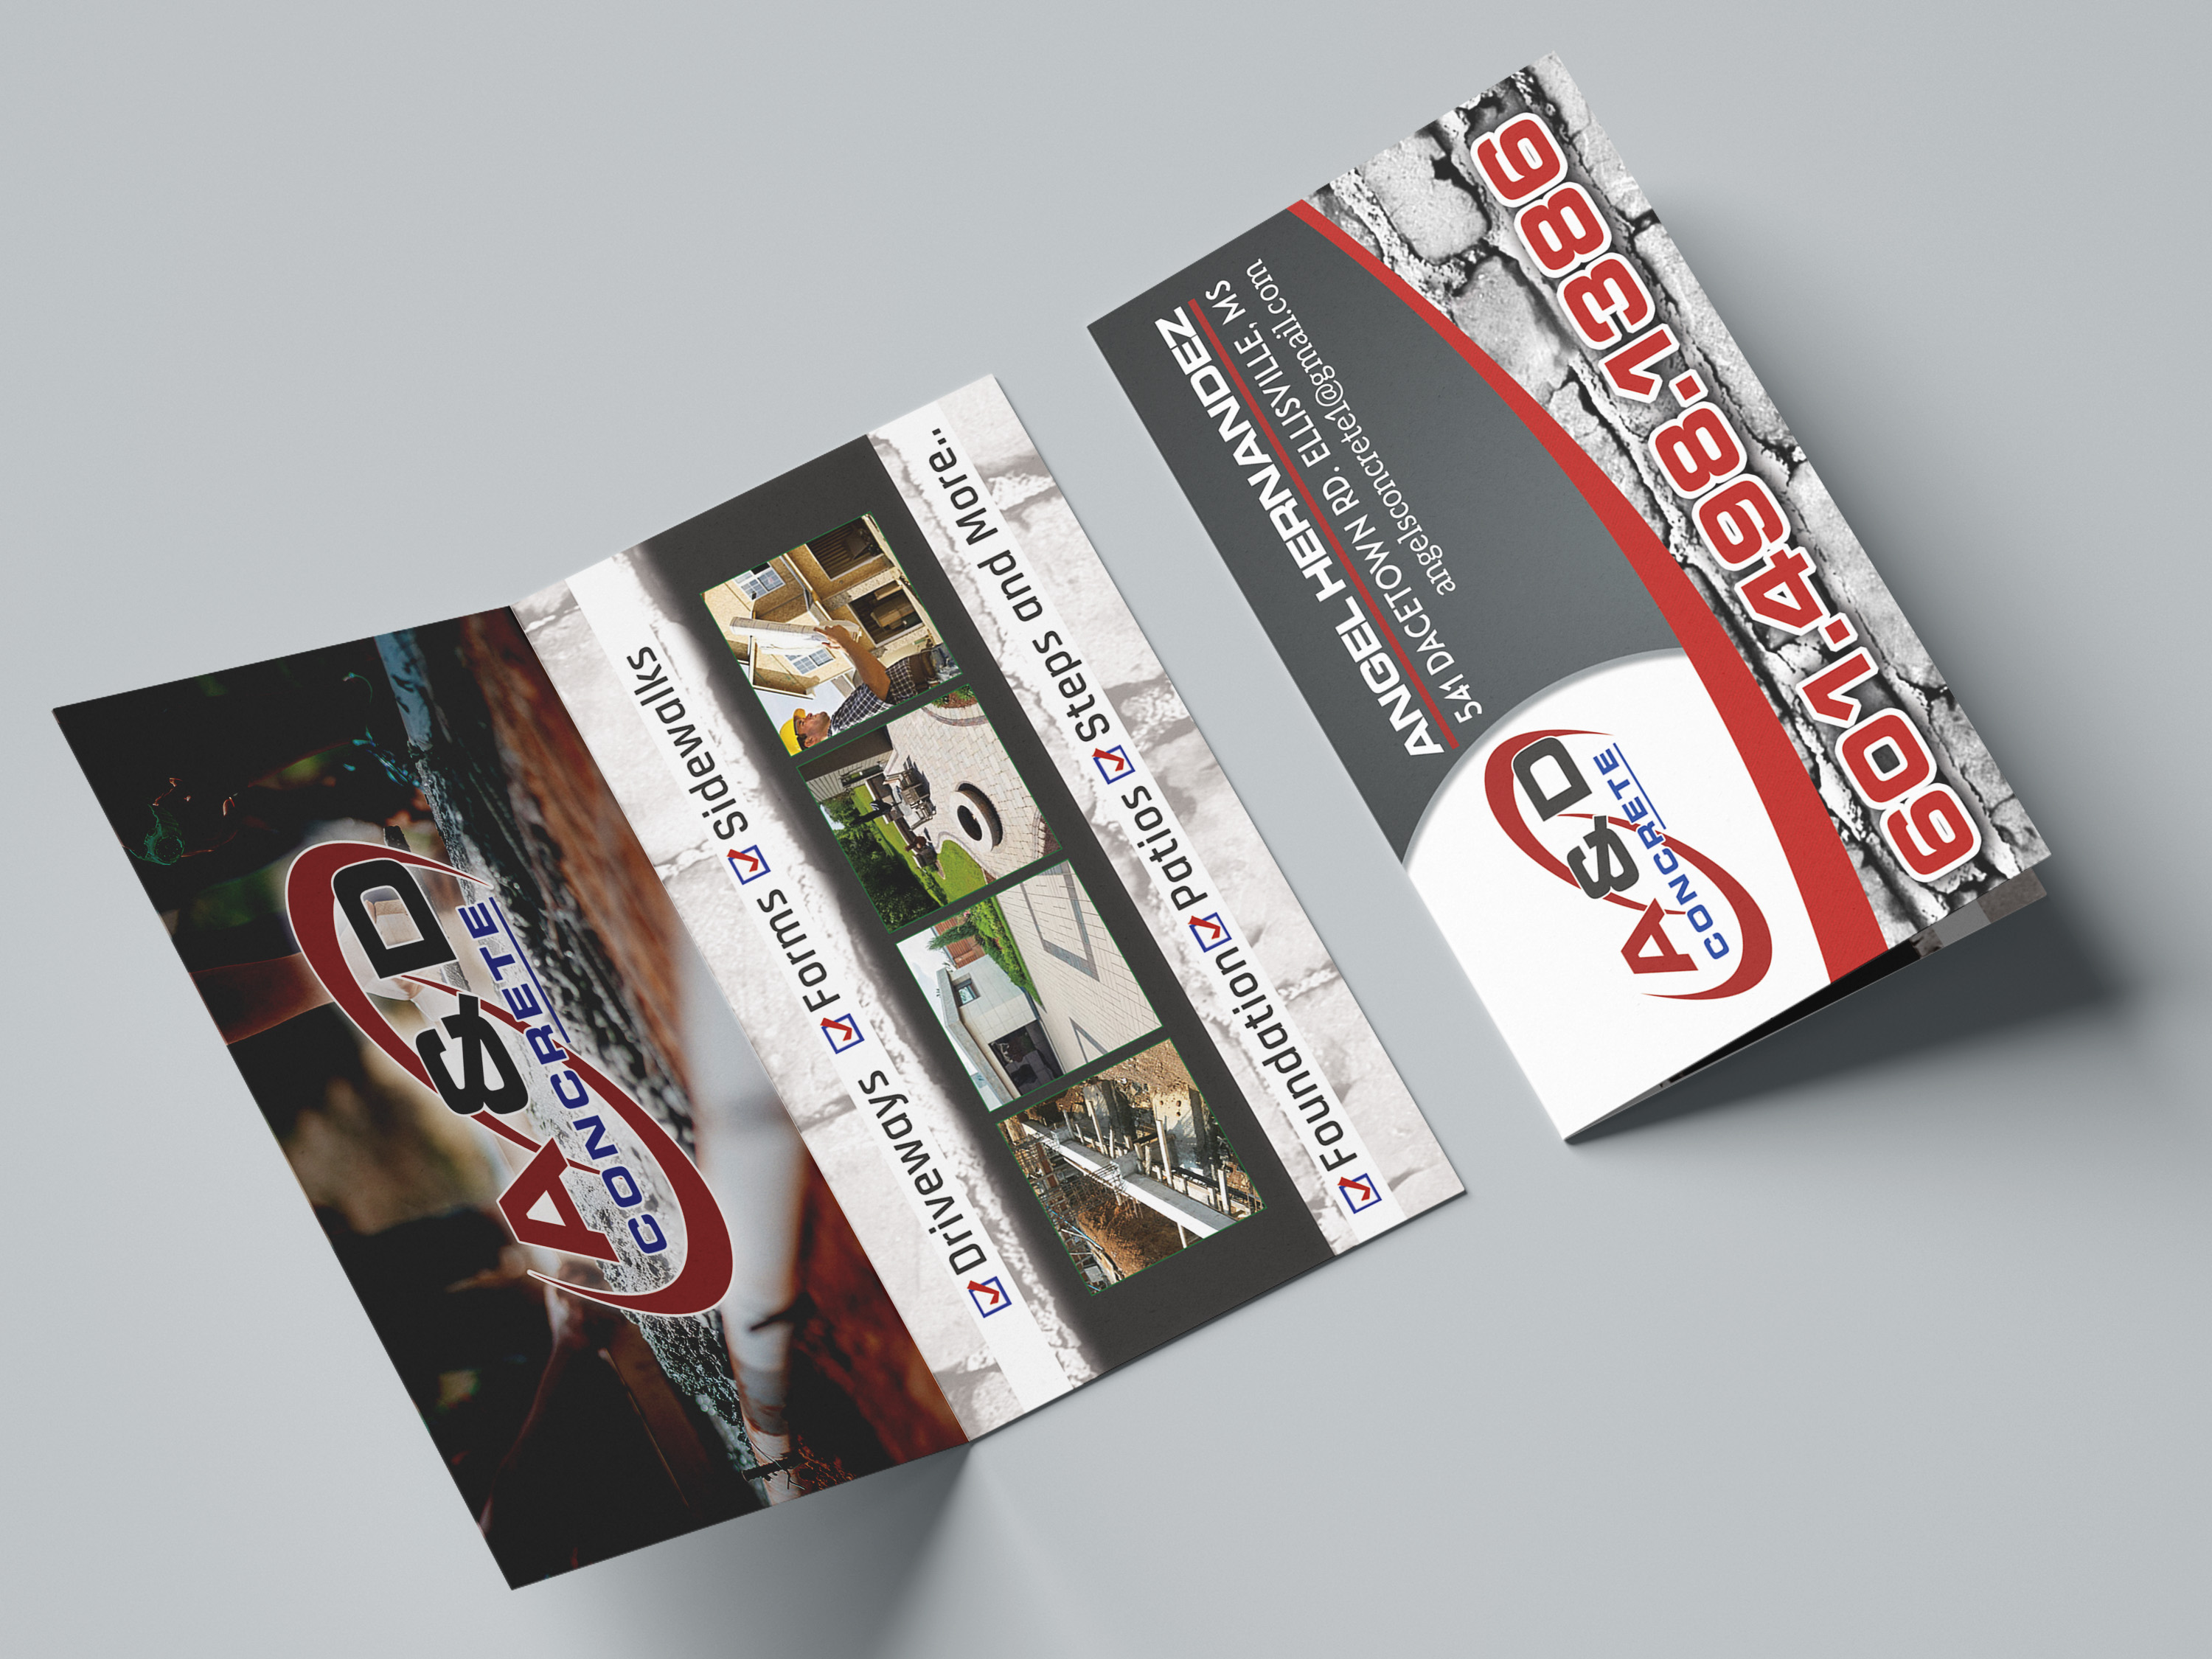 A&D
CONCRETE
Driveways Forms Sidewalks
Foundation Patios Steps and More..
ANGEL HERNANDEZ
541 DACETOWN RD. ELLISVILLE, MS
angelsconcrete1@gmail.com
A&D
CONCRETE
601.498.1386